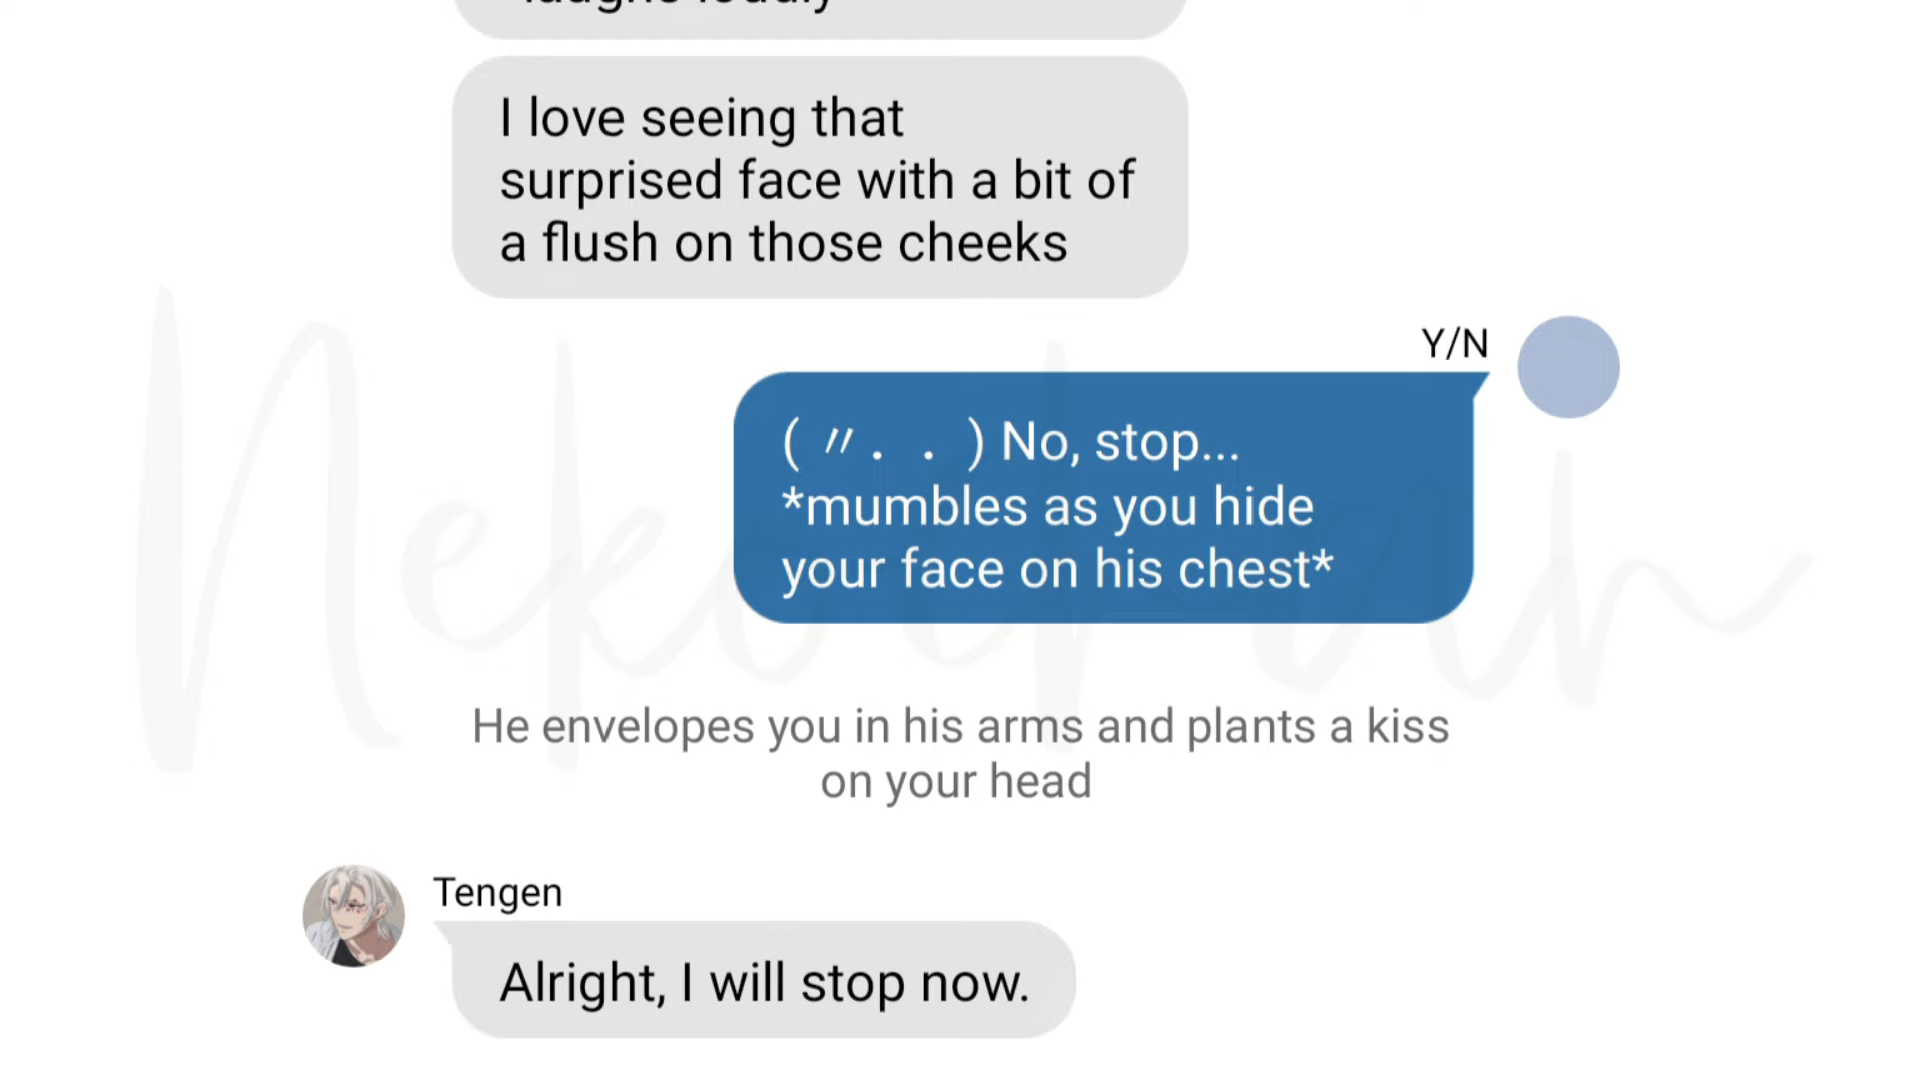 *laughs loudly*
I love seeing that
surprised face with a bit of
a flush on those cheeks
Y/N
( 〃．．) No, stop...
*mumbles as you hide
your face on his chest*
He envelopes you in his arms and plants a kiss
on your head
Tengen
Alright, I will stop now.